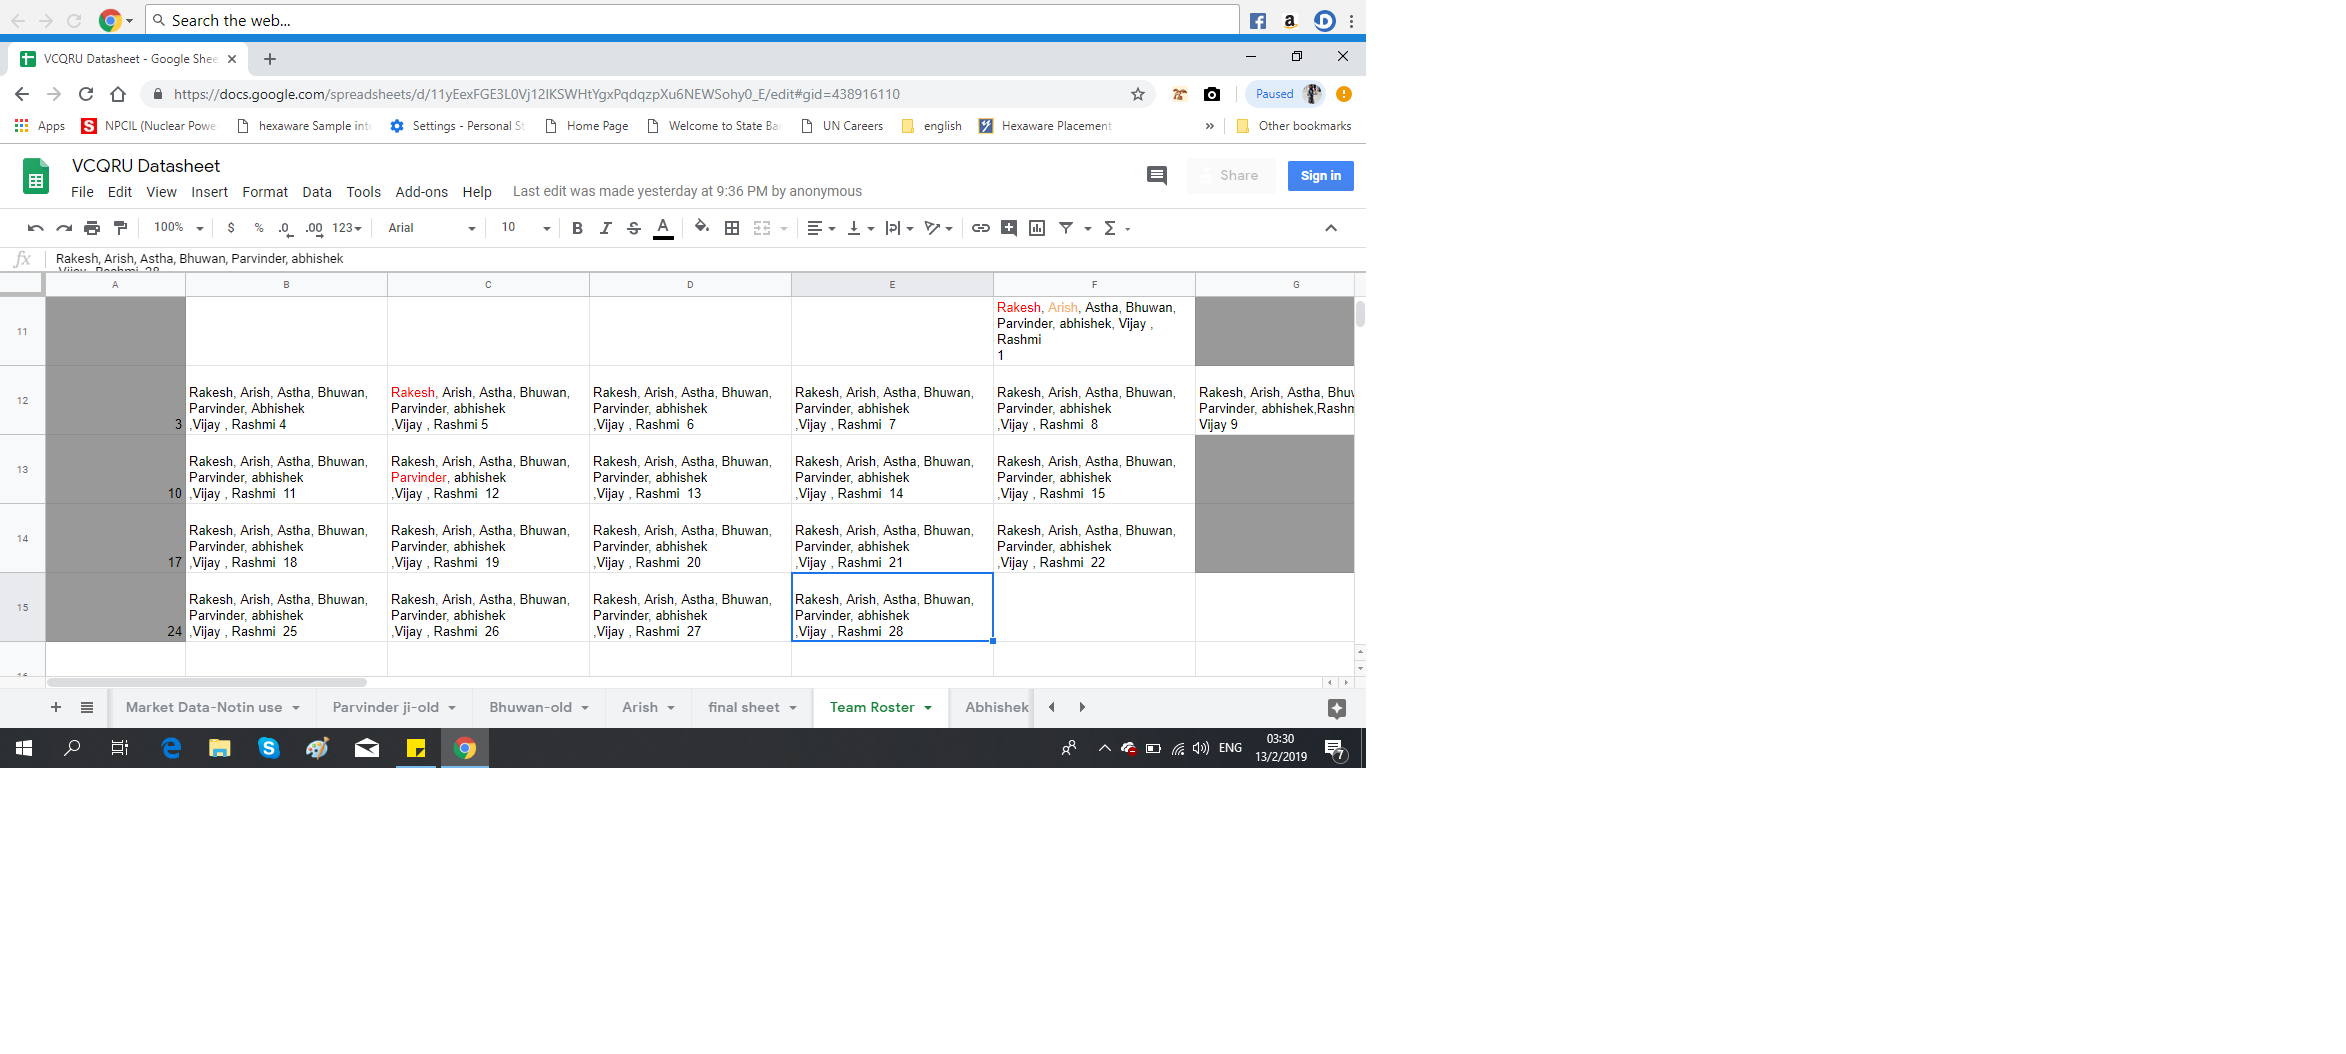 Search the web...
VCQRU Datasheet - Google Shee
https://docs.google.com/spreadsheets/d/11yEexFGE3L0Vj12IKSWHtYgxPqdqzpXu6NEWSohy0_E/edit#gid=438916110
Paused
Apps
NPCIL (Nuclear Powe
hexaware Sample int
Settings - Personal St
Home Page
Welcome to State Ba
UN Careers
english
Hexaware Placement
Other bookmarks
VCQRU Datasheet
File Edit View Insert Format Data Tools Add-ons Help
Last edit was made yesterday at 9:36 PM by anonymous
Share
Sign in
100% $ % .0 .00 123 Arial 10 B I S A
fx Rakesh, Arish, Astha, Bhuwan, Parvinder, abhishek
,Vijay , Rashmi 28
A B C D E F G
11
Rakesh, Arish, Astha, Bhuwan,
Parvinder, abhishek, Vijay ,
Rashmi
1
12
3
Rakesh, Arish, Astha, Bhuwan,
Parvinder, Abhishek
,Vijay , Rashmi 4
Rakesh, Arish, Astha, Bhuwan,
Parvinder, abhishek
,Vijay , Rashmi 5
Rakesh, Arish, Astha, Bhuwan,
Parvinder, abhishek
,Vijay , Rashmi 6
Rakesh, Arish, Astha, Bhuwan,
Parvinder, abhishek
,Vijay , Rashmi 7
Rakesh, Arish, Astha, Bhuwan,
Parvinder, abhishek
,Vijay , Rashmi 8
Rakesh, Arish, Astha, Bhuw
Parvinder, abhishek,Rashm
Vijay 9
13
10
Rakesh, Arish, Astha, Bhuwan,
Parvinder, abhishek
,Vijay , Rashmi 11
Rakesh, Arish, Astha, Bhuwan,
Parvinder, abhishek
,Vijay , Rashmi 12
Rakesh, Arish, Astha, Bhuwan,
Parvinder, abhishek
,Vijay , Rashmi 13
Rakesh, Arish, Astha, Bhuwan,
Parvinder, abhishek
,Vijay , Rashmi 14
Rakesh, Arish, Astha, Bhuwan,
Parvinder, abhishek
,Vijay , Rashmi 15
14
17
Rakesh, Arish, Astha, Bhuwan,
Parvinder, abhishek
,Vijay , Rashmi 18
Rakesh, Arish, Astha, Bhuwan,
Parvinder, abhishek
,Vijay , Rashmi 19
Rakesh, Arish, Astha, Bhuwan,
Parvinder, abhishek
,Vijay , Rashmi 20
Rakesh, Arish, Astha, Bhuwan,
Parvinder, abhishek
,Vijay , Rashmi 21
Rakesh, Arish, Astha, Bhuwan,
Parvinder, abhishek
,Vijay , Rashmi 22
15
24
Rakesh, Arish, Astha, Bhuwan,
Parvinder, abhishek
,Vijay , Rashmi 25
Rakesh, Arish, Astha, Bhuwan,
Parvinder, abhishek
,Vijay , Rashmi 26
Rakesh, Arish, Astha, Bhuwan,
Parvinder, abhishek
,Vijay , Rashmi 27
Rakesh, Arish, Astha, Bhuwan,
Parvinder, abhishek
,Vijay , Rashmi 28
16
Market Data-Notin use
Parvinder ji-old
Bhuwan-old
Arish
final sheet
Team Roster
Abhishek
ENG
03:30
13/2/2019
7